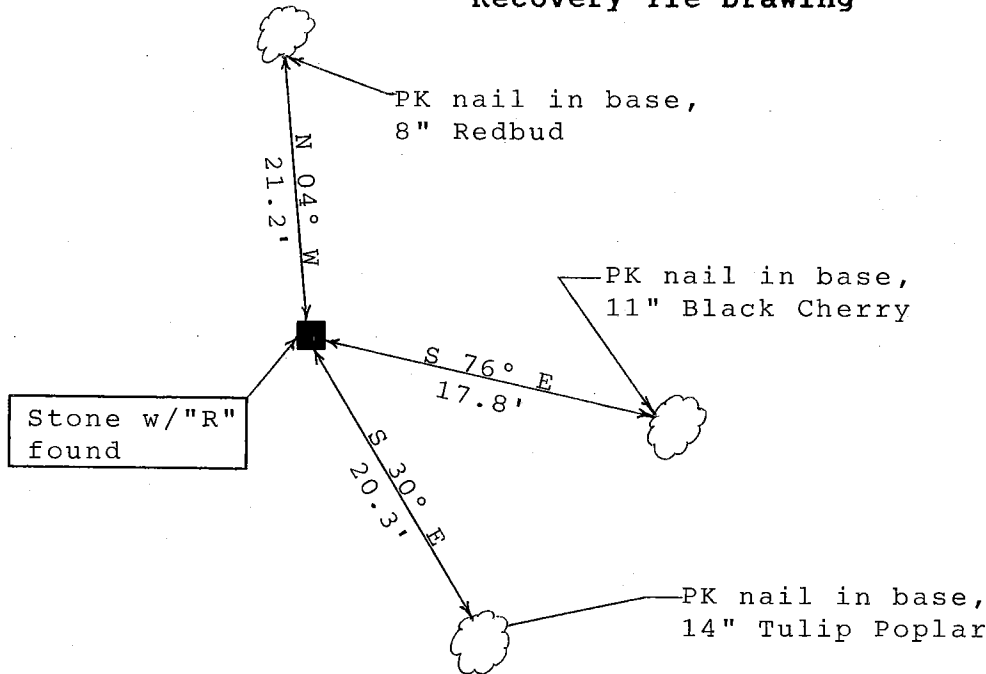 Recovery Tie Drawing
PK nail in base,
8" Redbud
N 04° W
21.2'
PK nail in base,
11" Black Cherry
S 76° E
17.8'
Stone w/"R"
found
S 30° E
20.3'
PK nail in base,
14" Tulip Poplar